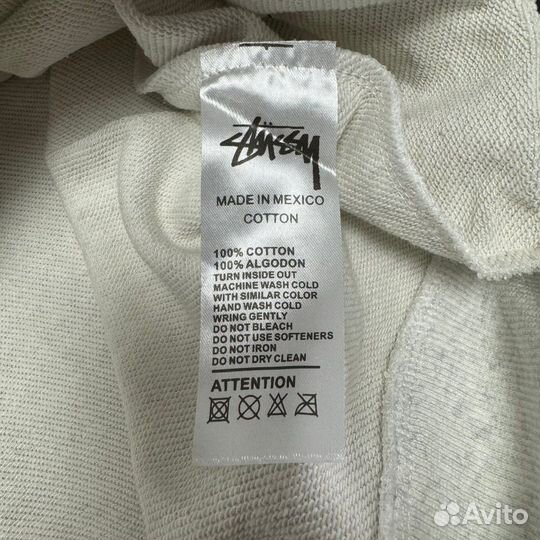 STÜSSY
MADE IN MEXICO
COTTON
100% COTTON
100% ALGODON
TURN INSIDE OUT
MACHINE WASH COLD
WITH SIMILAR COLOR
HAND WASH COLD
WRING GENTLY
DO NOT BLEACH
DO NOT USE SOFTENERS
DO NOT IRON
DO NOT DRY CLEAN
ATTENTION
Avito